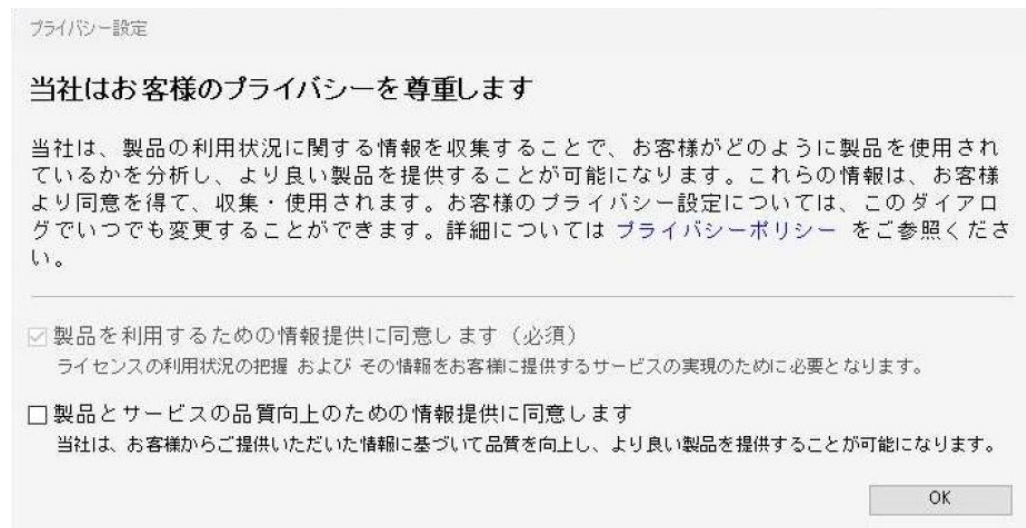 プライバシー設定
当社はお客様のプライバシーを尊重します
当社は、製品の利用状況に関する情報を収集することで、お客様がどのように製品を使用され
ているかを分析し、より良い製品を提供することが可能になります。これらの情報は、お客様
より同意を得て、収集・使用されます。お客様のプライバシー設定については、このダイアロ
グでいつでも変更することができます。詳細については プライバシーポリシー をご参照くださ
い。
製品を利用するための情報提供に同意します（必須）
ライセンスの利用状況の把握 および その情報をお客様に提供するサービスの実現のために必要となります。
製品とサービスの品質向上のための情報提供に同意します
当社は、お客様からご提供いただいた情報に基づいて品質を向上し、より良い製品を提供することが可能になります。
OK